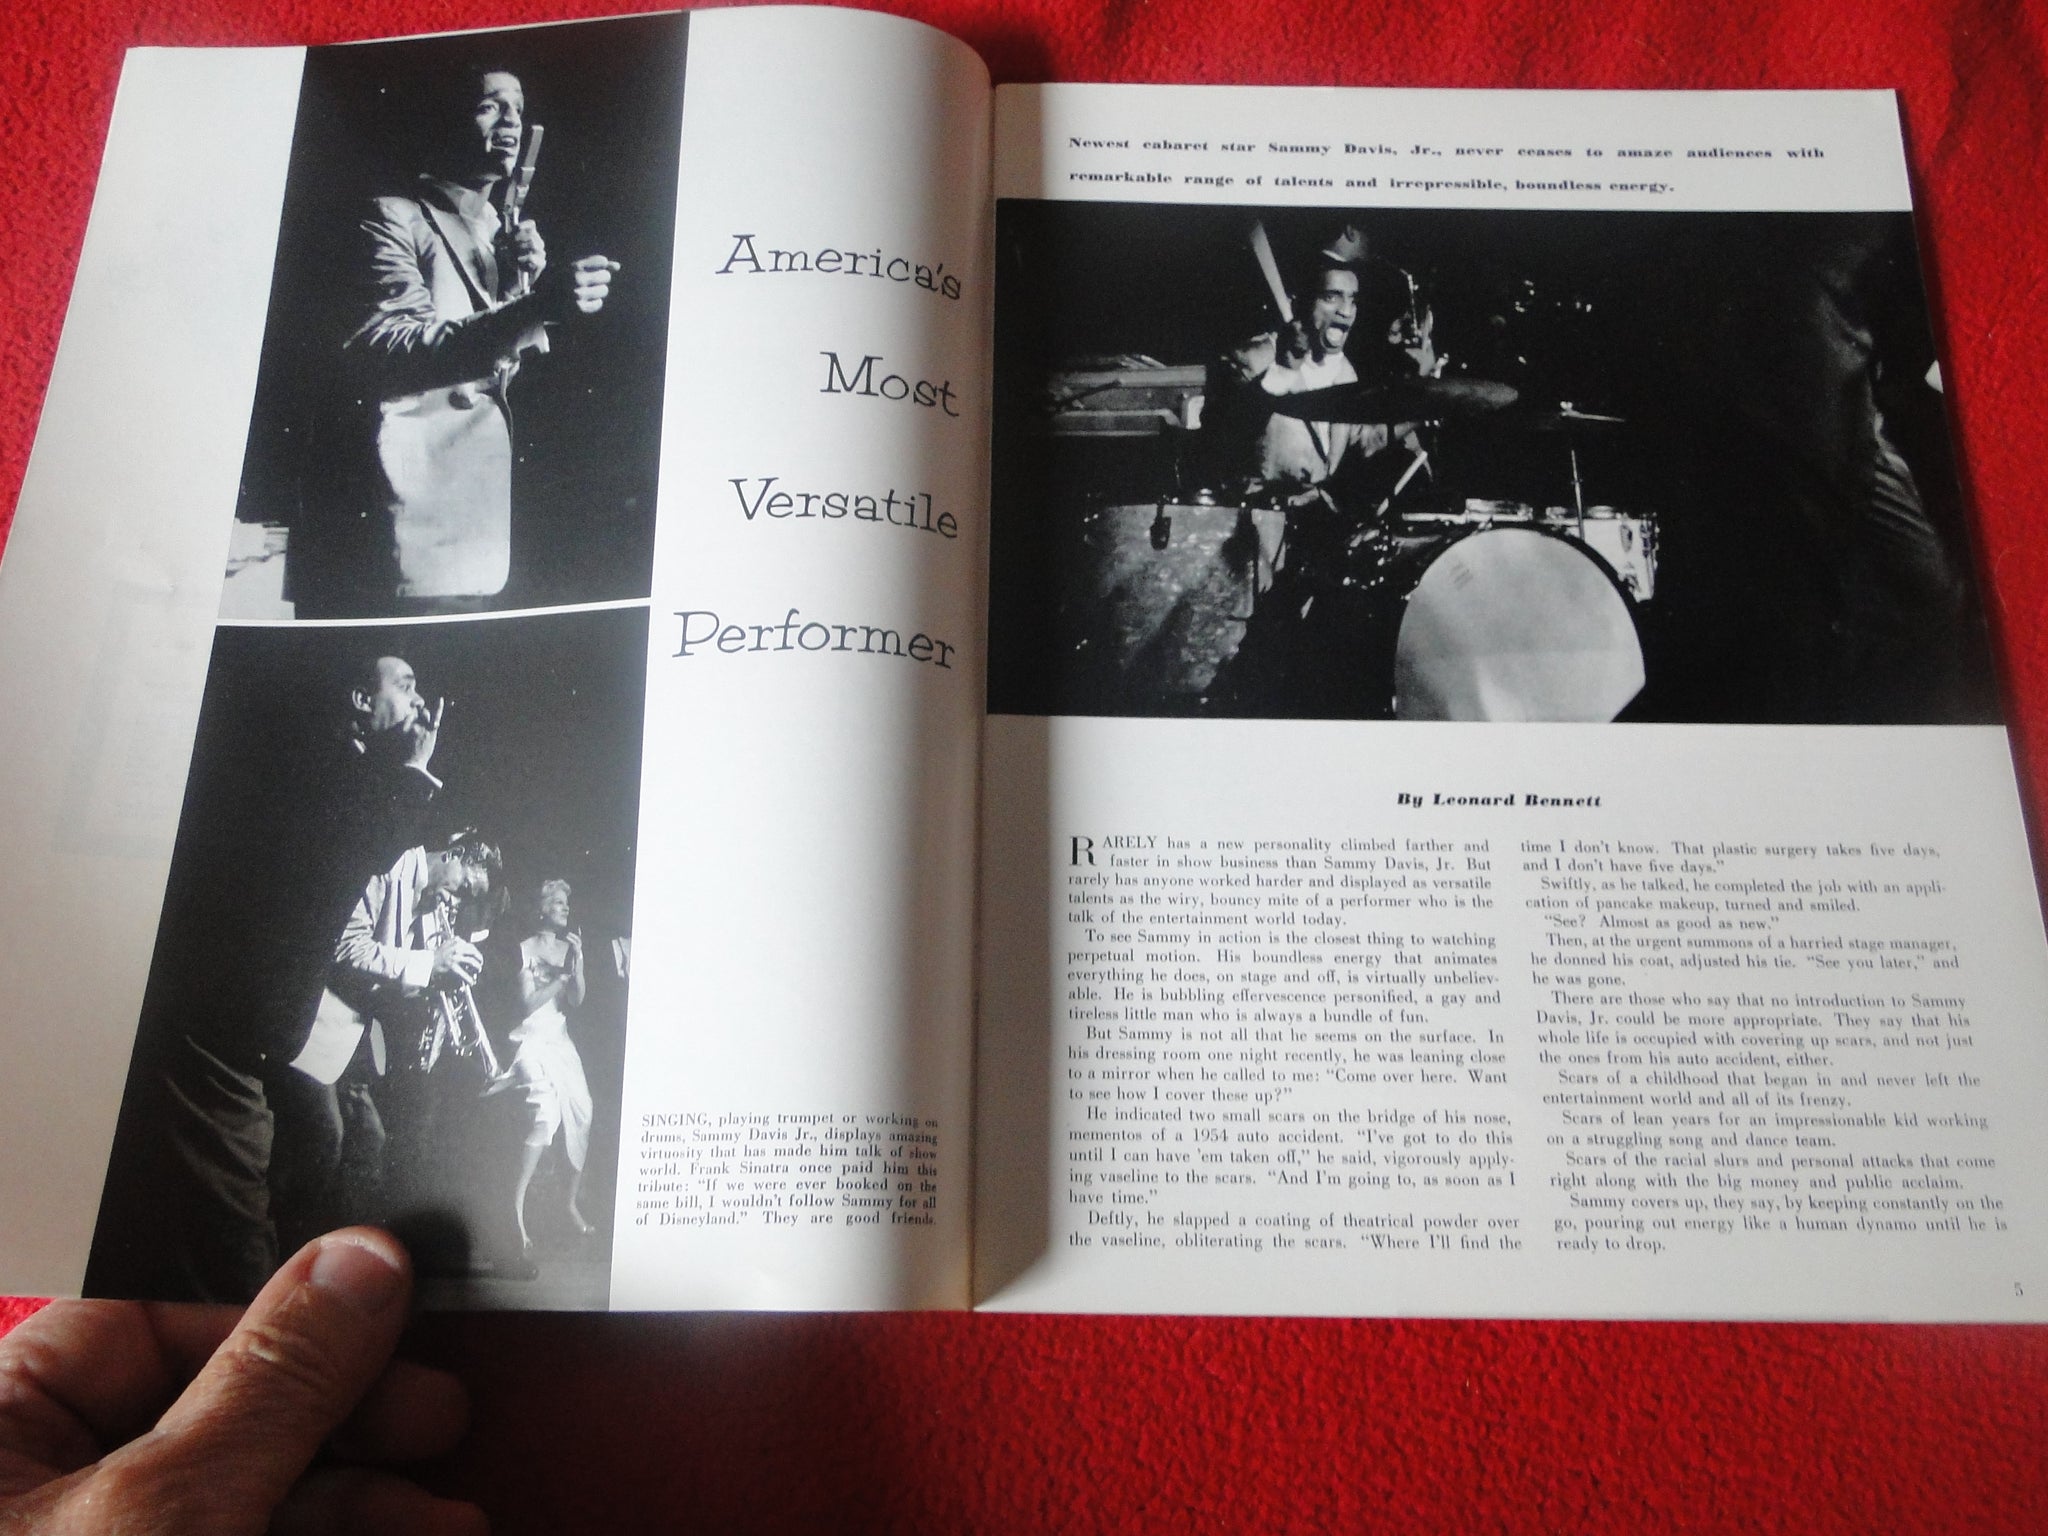 America's
Most
Versatile
Performer
SINGING, playing trumpet or working on
drums, Sammy Davis Jr., displays amazing
virtuosity that has made him talk of show
world. Frank Sinatra once paid him this
tribute: "If we were ever booked on the
same bill, I wouldn't follow Sammy for all
of Disneyland." They are good friends.
Newest cabaret star Sammy Davis, Jr., never ceases to amaze audiences with
remarkable range of talents and irrepressible, boundless energy.
By Leonard Bennett
RARELY has a new personality climbed farther and
faster in show business than Sammy Davis, Jr. But
rarely has anyone worked harder and displayed as versatile
talents as the wiry, bouncy mite of a performer who is the
talk of the entertainment world today.
To see Sammy in action is the closest thing to watching
perpetual motion. His boundless energy that animates
everything he does, on stage and off, is virtually unbeliev-
able. He is bubbling effervescence personified, a gay and
tireless little man who is always a bundle of fun.
But Sammy is not all that he seems on the surface. In
his dressing room one night recently, he was leaning close
to a mirror when he called to me: "Come over here. Want
to see how I cover these up?"
He indicated two small scars on the bridge of his nose,
mementos of a 1954 auto accident. "I've got to do this
until I can have 'em taken off," he said, vigorously apply-
ing vaseline to the scars. "And I'm going to, as soon as I
have time."
Deftly, he slapped a coating of theatrical powder over
the vaseline, obliterating the scars. "Where I'll find the
time I don't know. That plastic surgery takes five days,
and I don't have five days."
Swiftly, as he talked, he completed the job with an appli-
cation of pancake makeup, turned and smiled.
"See? Almost as good as new."
Then, at the urgent summons of a harried stage manager,
he donned his coat, adjusted his tie. "See you later," and
he was gone.
There are those who say that no introduction to Sammy
Davis, Jr. could be more appropriate. They say that his
whole life is occupied with covering up scars, and not just
the ones from his auto accident, either.
Scars of a childhood that began in and never left the
entertainment world and all of its frenzy.
Scars of lean years for an impressionable kid working
on a struggling song and dance team.
Scars of the racial slurs and personal attacks that come
right along with the big money and public acclaim.
Sammy covers up, they say, by keeping constantly on the
go, pouring out energy like a human dynamo until he is
ready to drop.
5